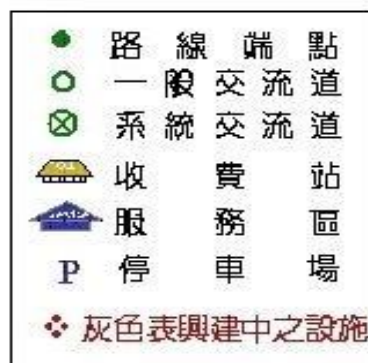 路線端點
一般交流道
系統交流道
收費站
服務區
P 停車場
灰色表興建中之設施